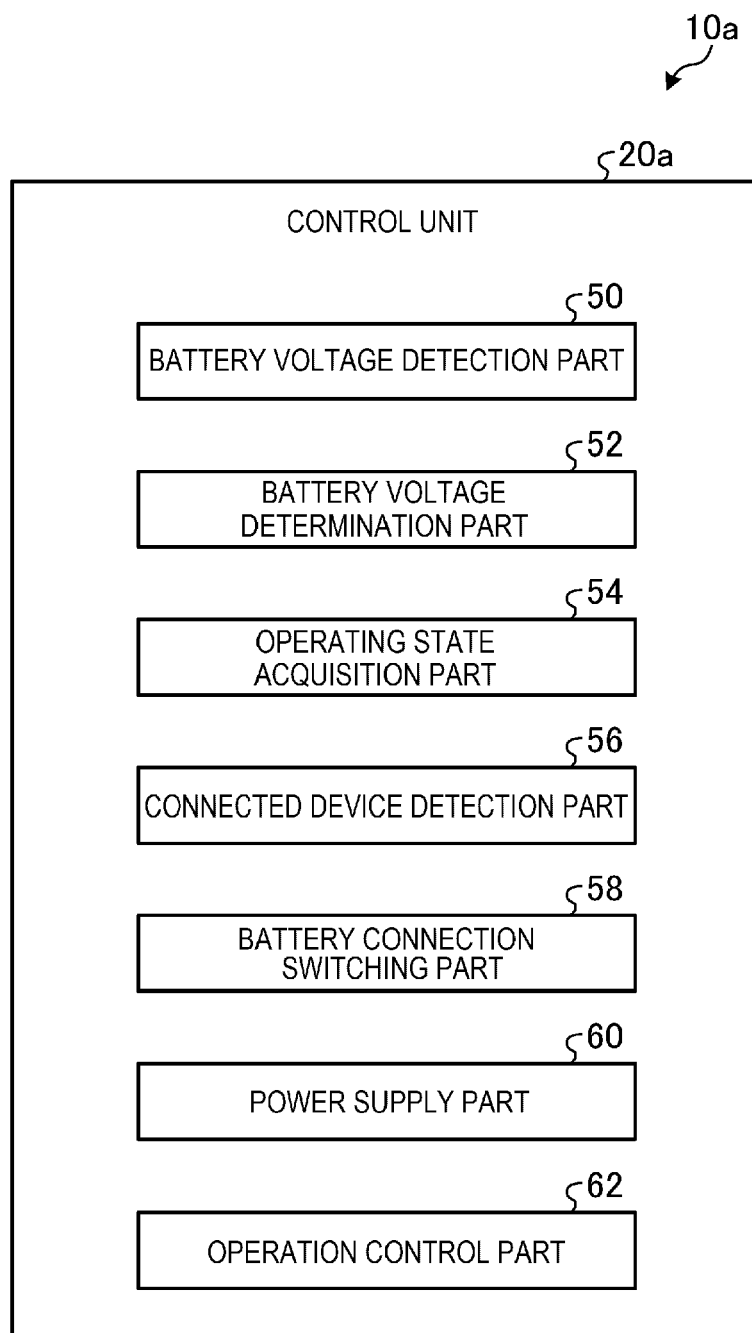 10a
20a
CONTROL UNIT
50
BATTERY VOLTAGE DETECTION PART
52
BATTERY VOLTAGE
DETERMINATION PART
54
OPERATING STATE
ACQUISITION PART
56
CONNECTED DEVICE DETECTION PART
58
BATTERY CONNECTION
SWITCHING PART
60
POWER SUPPLY PART
62
OPERATION CONTROL PART